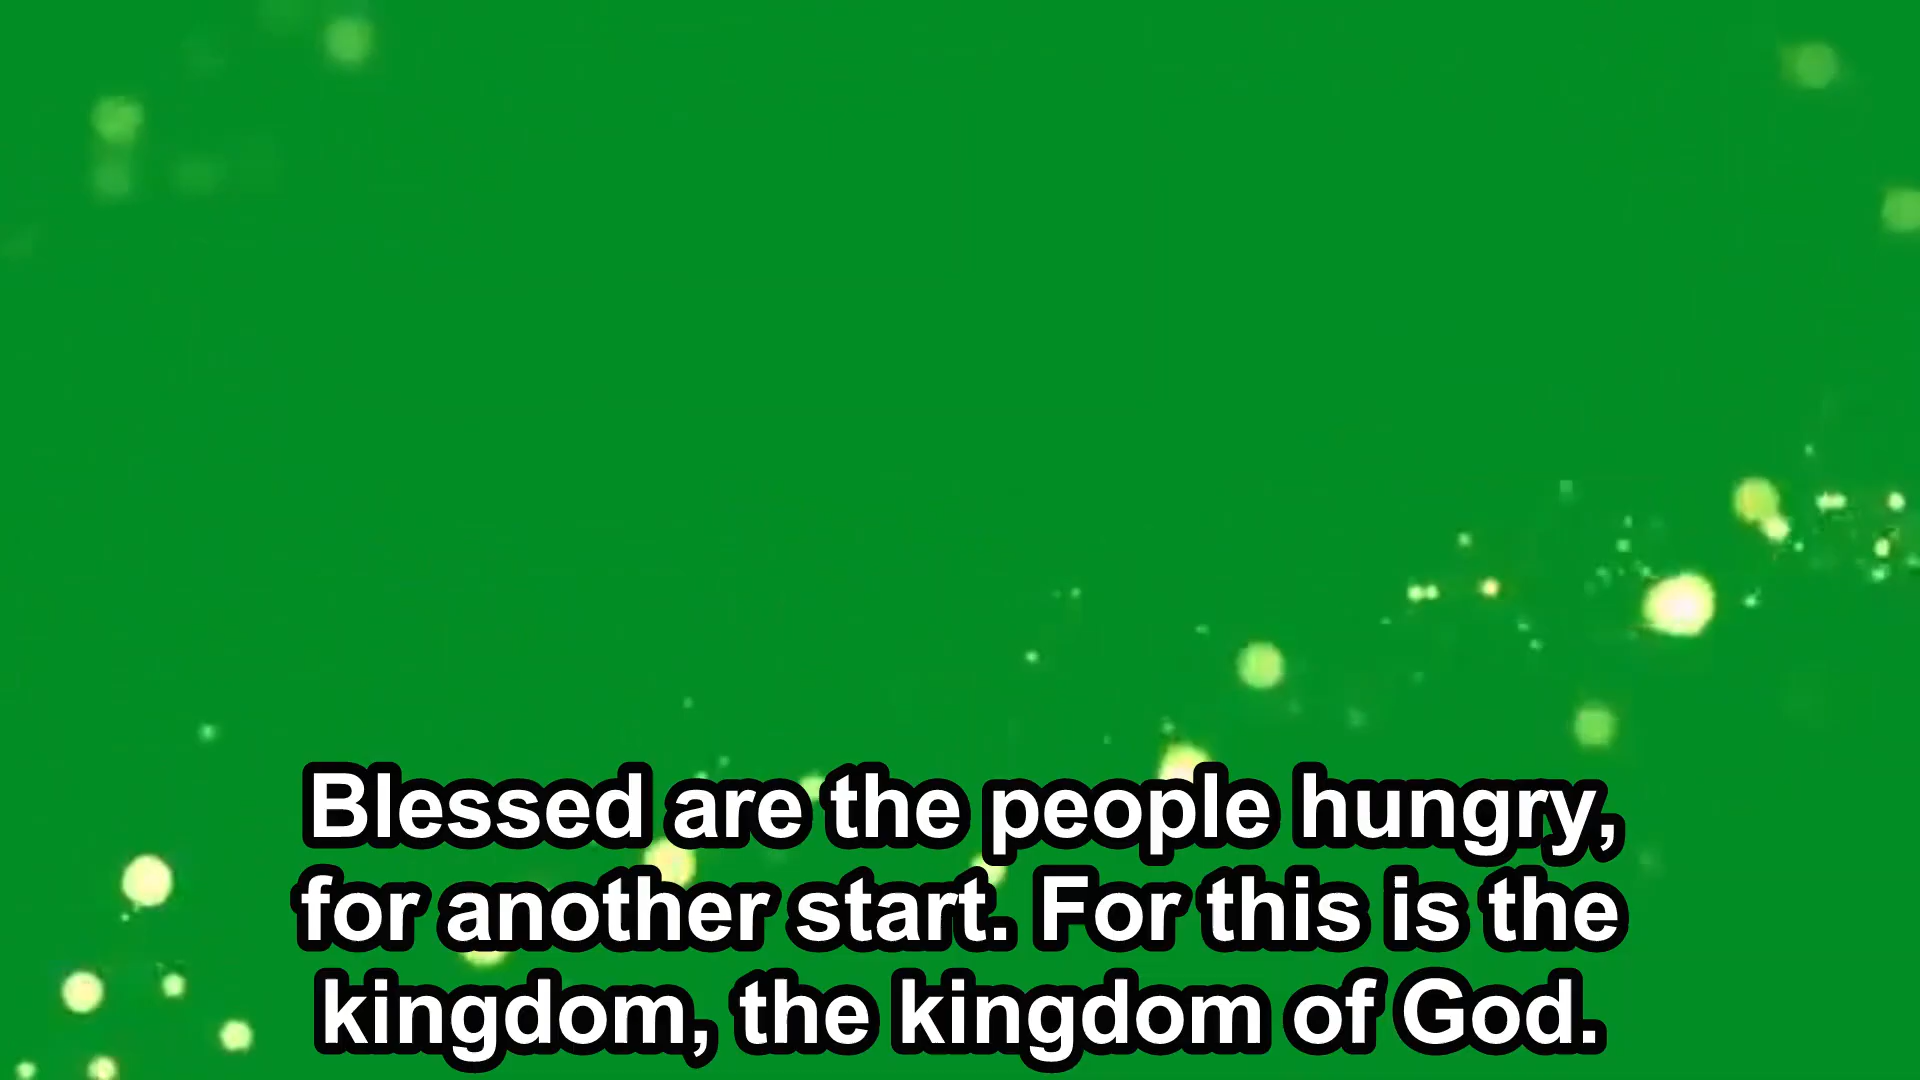 Blessed are the people hungry,
for another start. For this is the
kingdom, the kingdom of God.